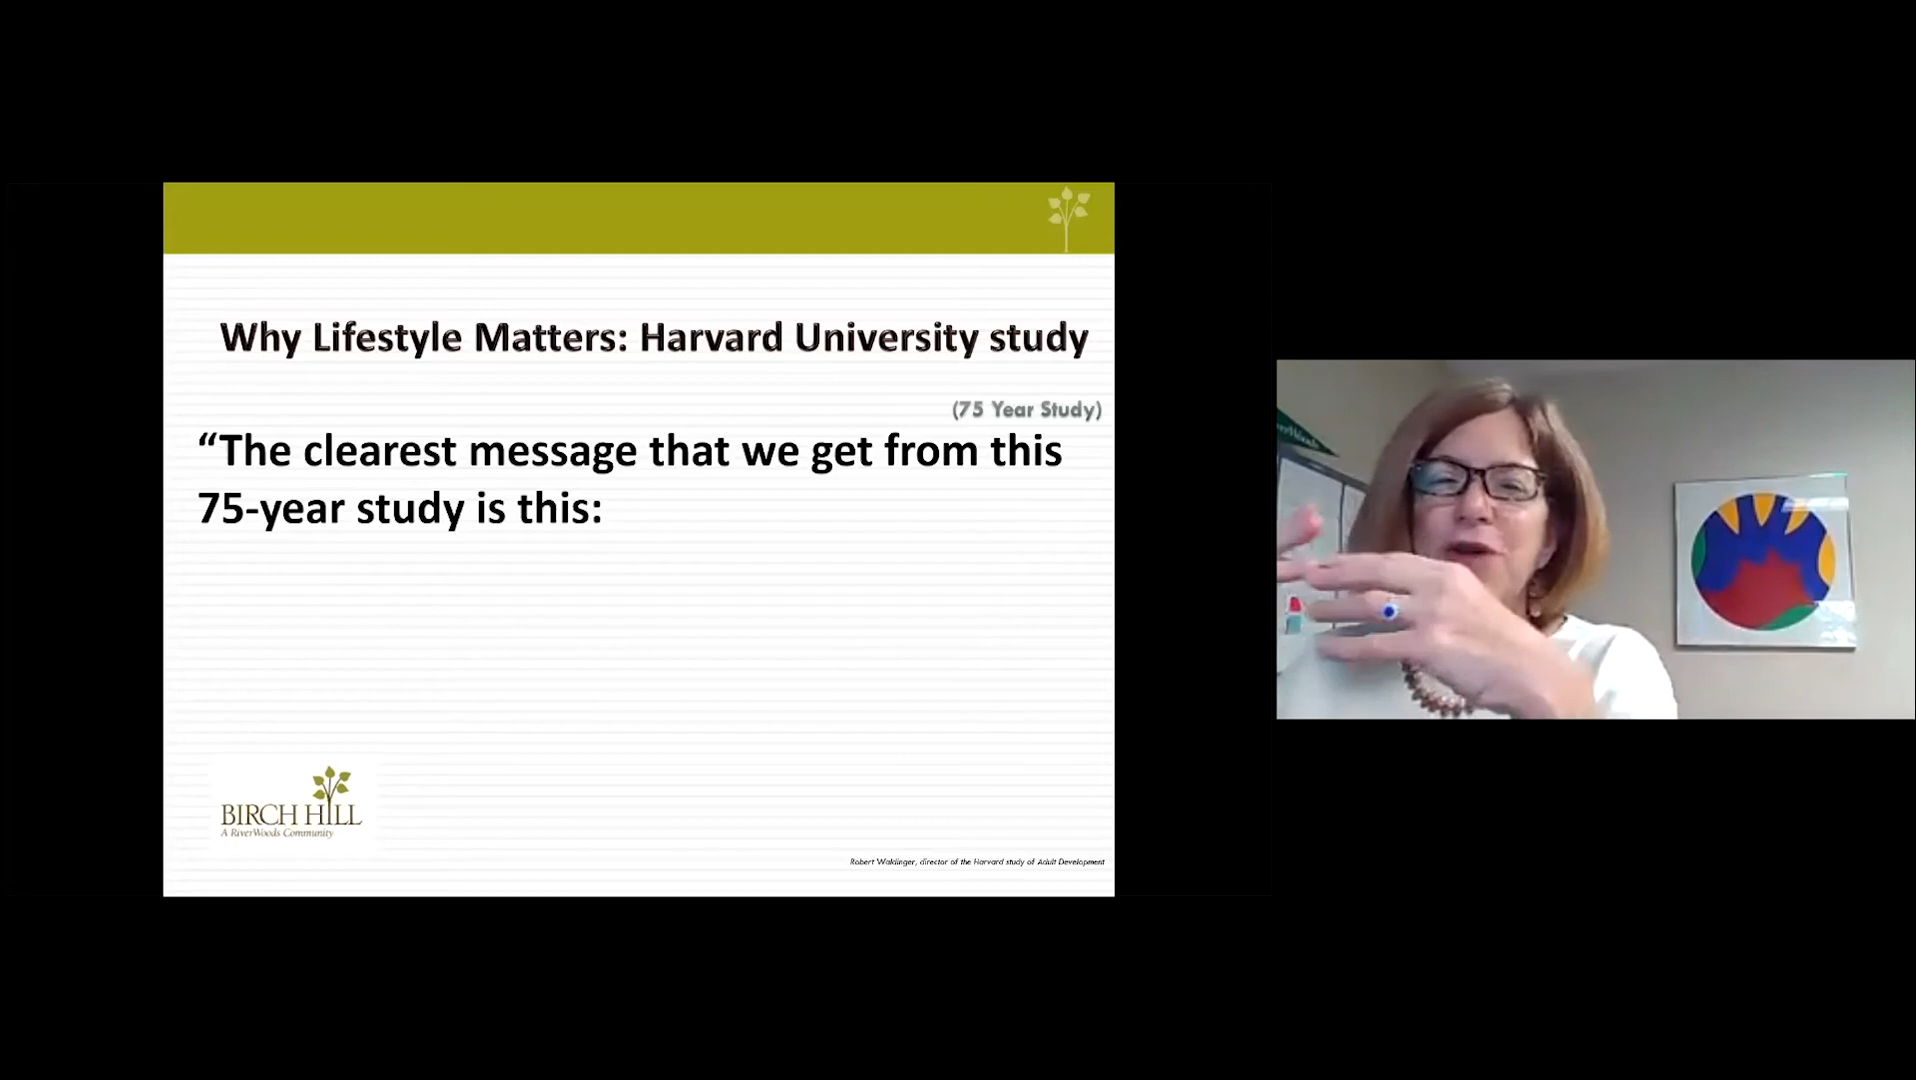 Why Lifestyle Matters: Harvard University study
(75 Year Study)
“The clearest message that we get from this
75-year study is this:
BIRCH HILL
A RiverWoods Community
Robert Waldinger, director of the Harvard study of Adult Development